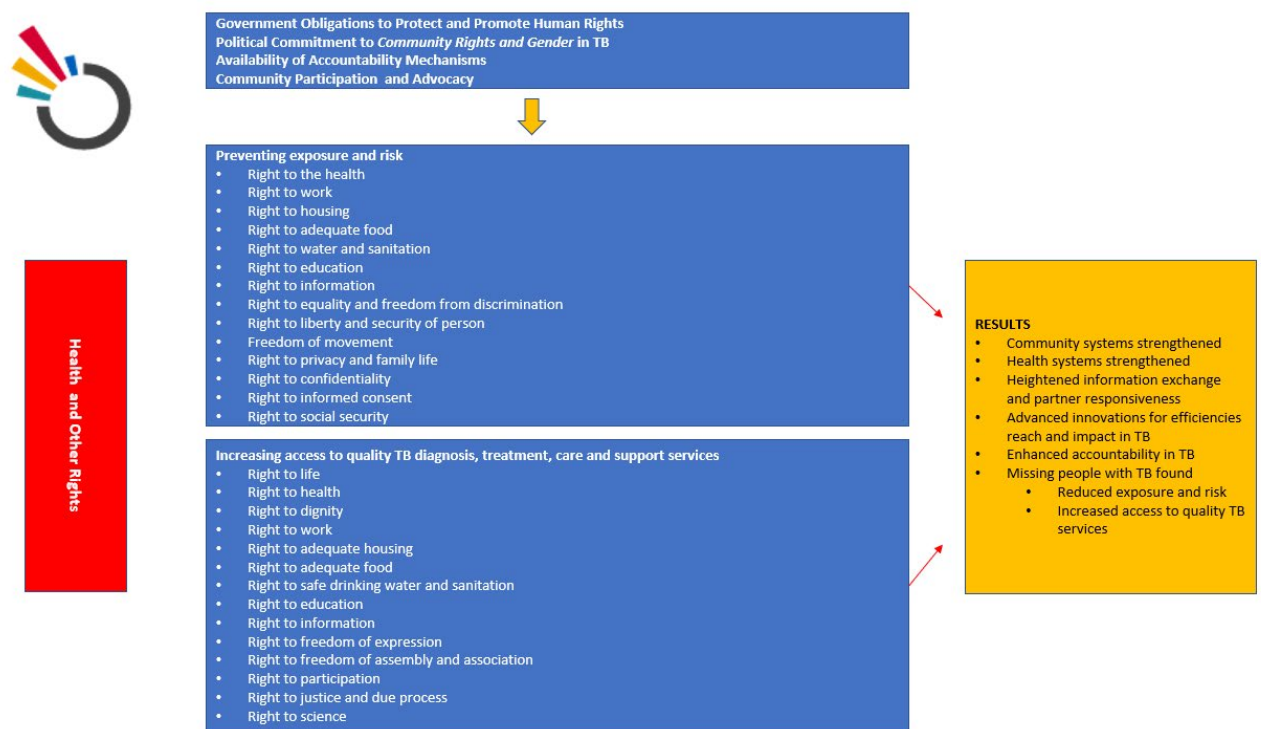 Government Obligations to Protect and Promote Human Rights
Political Commitment to Community Rights and Gender in TB
Availability of Accountability Mechanisms
Community Participation  and Advocacy
Preventing exposure and risk
• Right to the health
• Right to work
• Right to housing
• Right to adequate food
• Right to water and sanitation
• Right to education
• Right to information
• Right to equality and freedom from discrimination
• Right to liberty and security of person
• Freedom of movement
• Right to privacy and family life
• Right to confidentiality
• Right to informed consent
• Right to social security
Health and Other Rights
Increasing access to quality TB diagnosis, treatment, care and support services
• Right to life
• Right to health
• Right to dignity
• Right to work
• Right to adequate housing
• Right to adequate food
• Right to safe drinking water and sanitation
• Right to education
• Right to information
• Right to freedom of expression
• Right to freedom of assembly and association
• Right to participation
• Right to justice and due process
• Right to science
RESULTS
• Community systems strengthened
• Health systems strengthened
• Heightened information exchange
and partner responsiveness
• Advanced innovations for efficiencies
reach and impact in TB
• Enhanced accountability in TB
• Missing people with TB found
• Reduced exposure and risk
• Increased access to quality TB
services